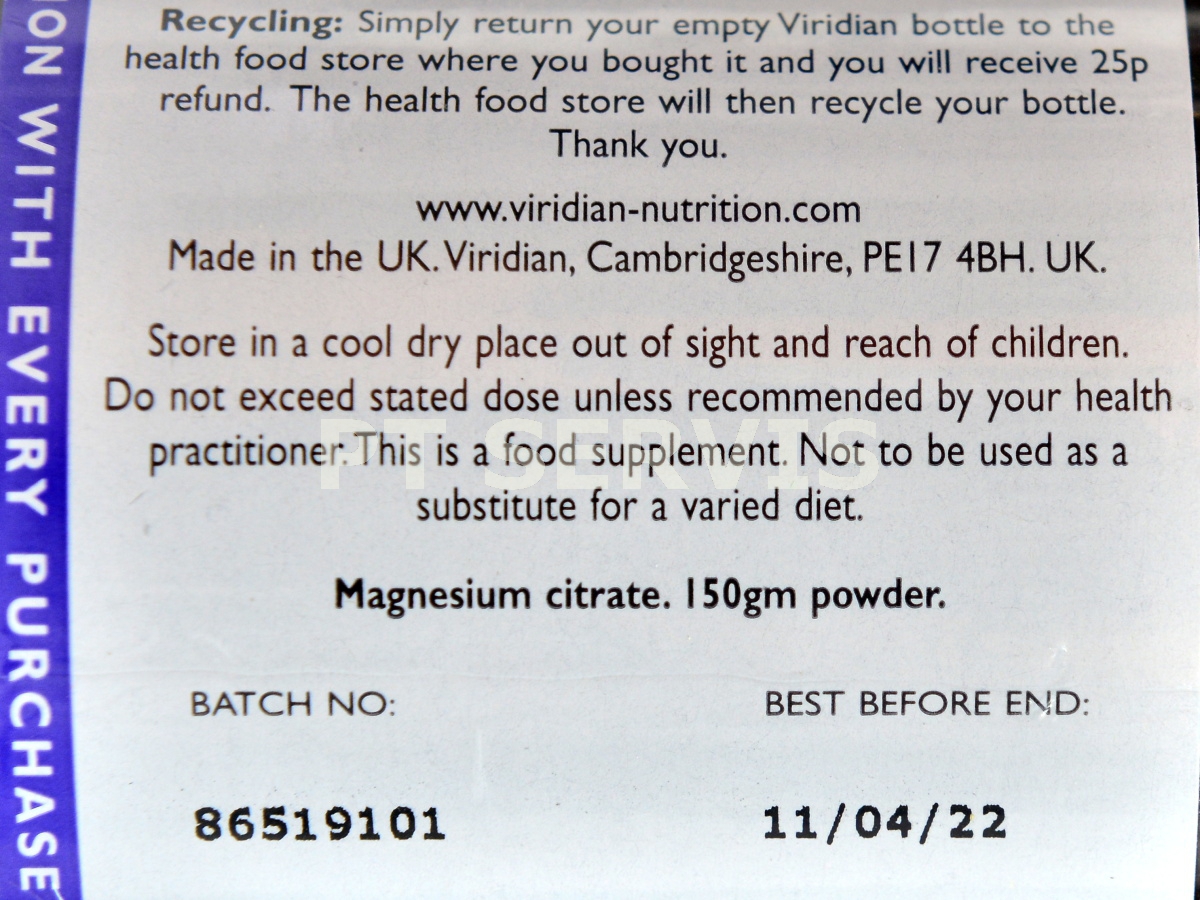 Recycling: Simply return your empty Viridian bottle to the
health food store where you bought it and you will receive 25p
refund. The health food store will then recycle your bottle.
Thank you.
www.viridian-nutrition.com
Made in the UK. Viridian, Cambridgeshire, PE17 4BH. UK.
Store in a cool dry place out of sight and reach of children.
Do not exceed stated dose unless recommended by your health
practitioner. This is a food supplement. Not to be used as a
substitute for a varied diet.
PT SERVIS
Magnesium citrate. 150gm powder.
BATCH NO:
BEST BEFORE END:
86519101
11/04/22
WITH EVERY PURCHASE